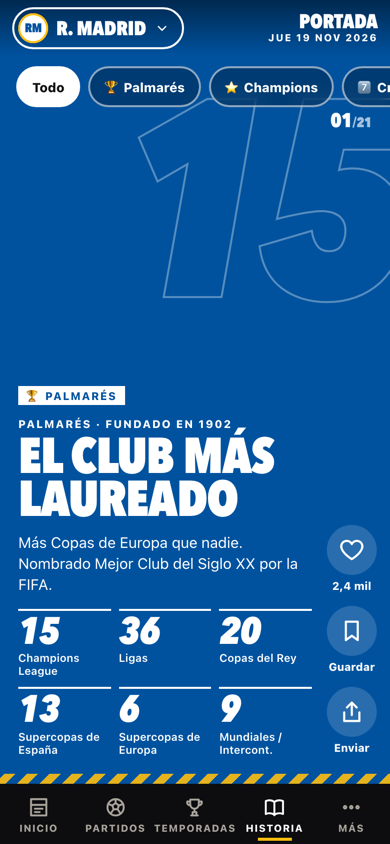 RM R. MADRID
PORTADA
JUE 19 NOV 2026
Todo
Palmarés
Champions
7
01/21
15
PALMARÉS
PALMARÉS · FUNDADO EN 1902
EL CLUB MÁS
LAUREADO
Más Copas de Europa que nadie.
Nombrado Mejor Club del Siglo XX por la
FIFA.
2,4 mil
15
Champions
League
36
Ligas
20
Copas del Rey
Guardar
13
Supercopas de
España
6
Supercopas de
Europa
9
Mundiales /
Intercont.
Enviar
INICIO
PARTIDOS
TEMPORADAS
HISTORIA
MÁS